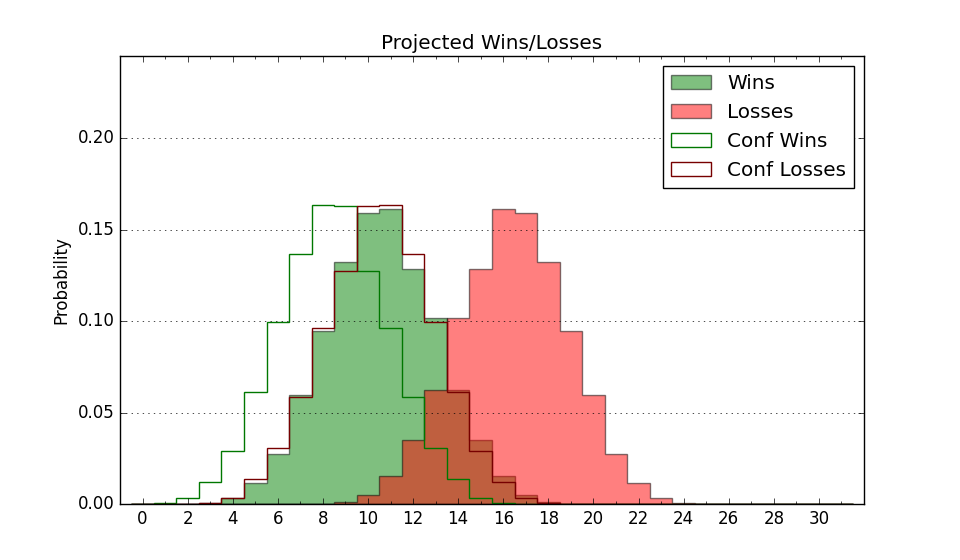 Projected Wins/Losses
Wins
Losses
Conf Wins
Conf Losses
Probability
0.20
0.15
0.10
0.05
0.00
0 2 4 6 8 10 12 14 16 18 20 22 24 26 28 30